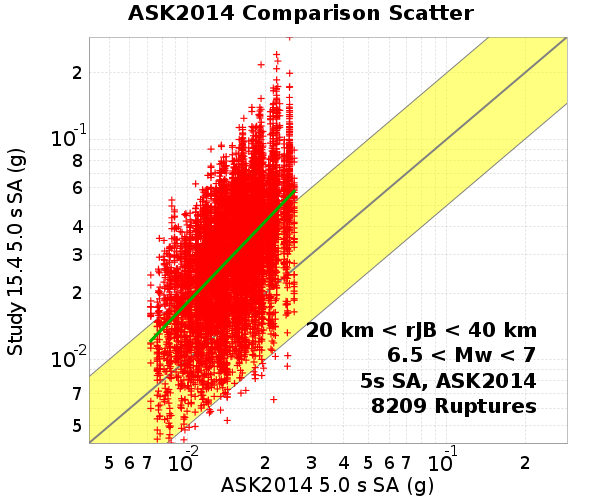 ASK2014 Comparison Scatter
Study 15.4 5.0 s SA (g)
2
10-1
8
6
4
3
2
10-2
7
5
20 km < rJB < 40 km
6.5 < Mw < 7
5s SA, ASK2014
8209 Ruptures
5 6 7 10-2 2 3 4 5 6 7 10-1 2
ASK2014 5.0 s SA (g)